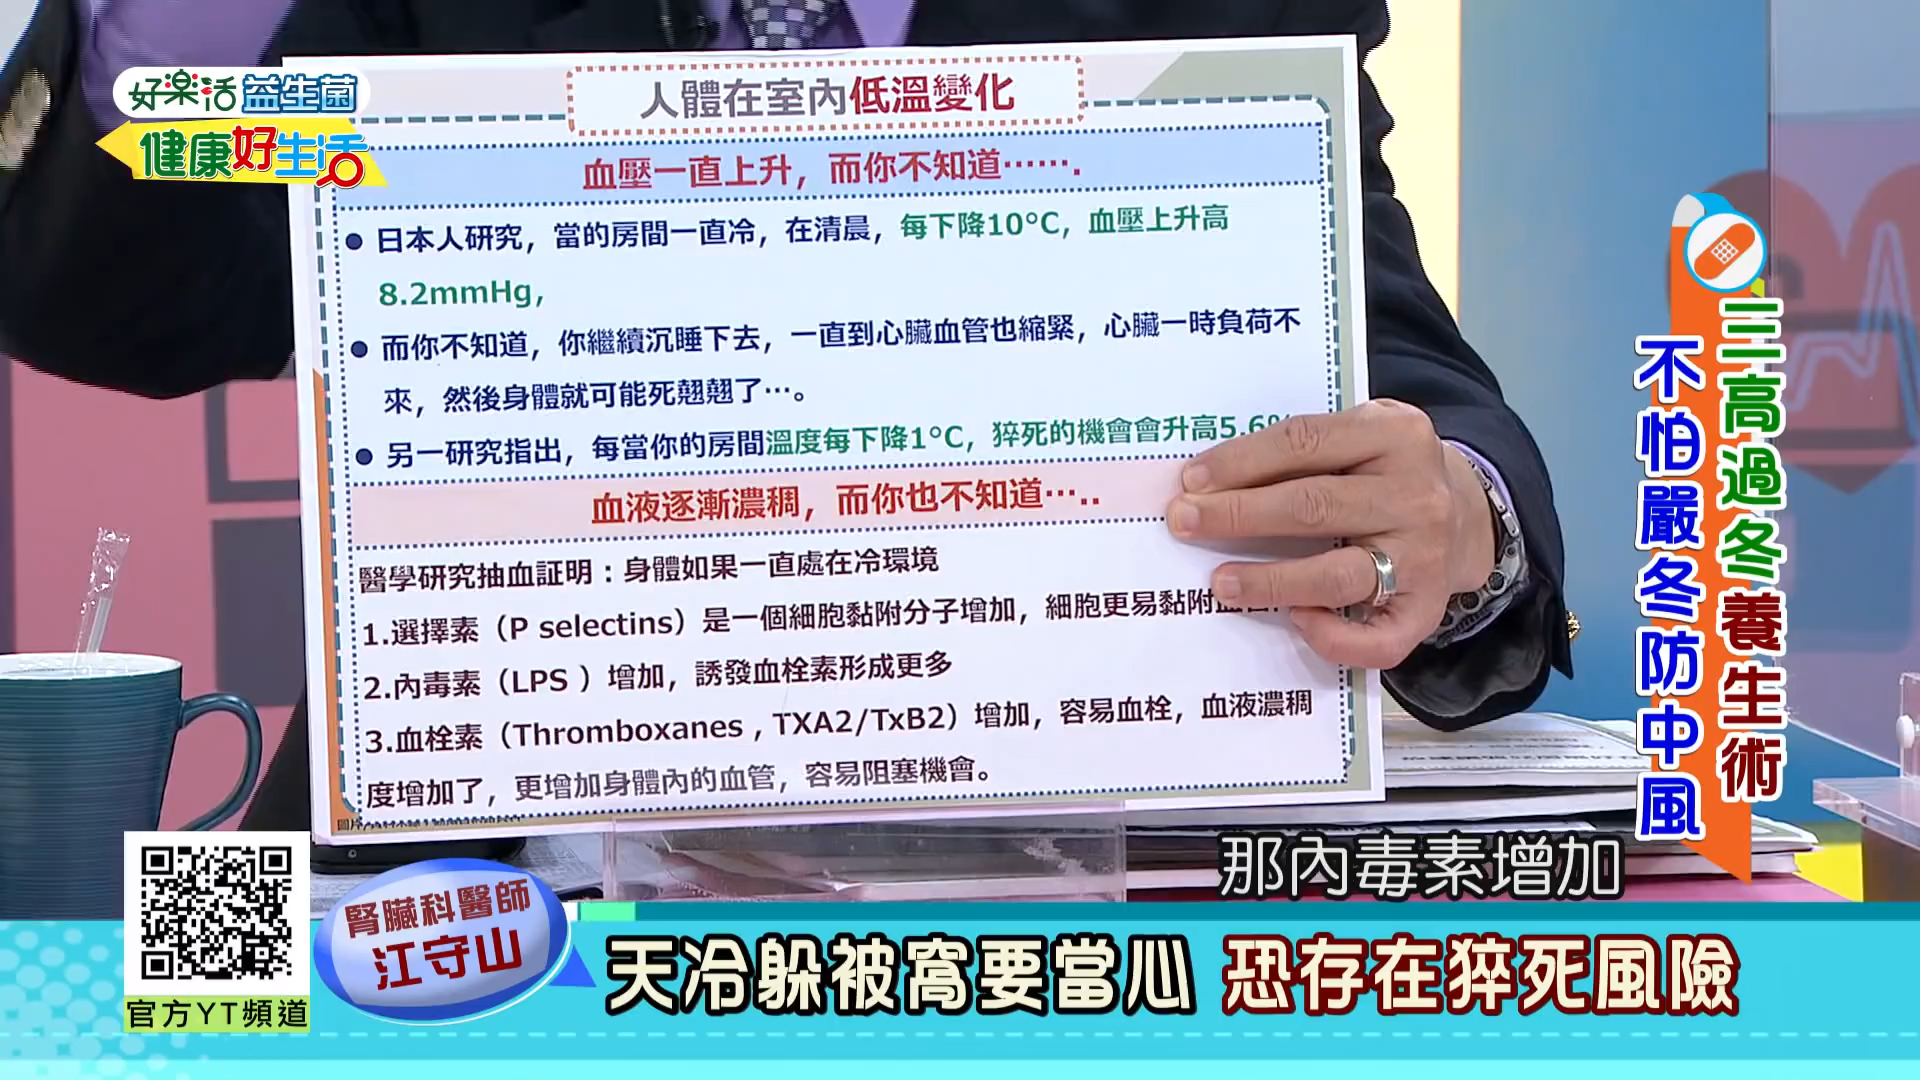 好樂活益生菌
健康好生活
人體在室內低溫變化
血壓一直上升，而你不知道…….
● 日本人研究，當的房間一直冷，在清晨，每下降10°C，血壓上升高
8.2mmHg，
● 而你不知道，你繼續沉睡下去，一直到心臟血管也縮緊，心臟一時負荷不
來，然後身體就可能死翹翹了…。
● 另一研究指出，每當你的房間溫度每下降1°C，猝死的機會會升高5.6%
血液逐漸濃稠，而你也不知道…..
醫學研究抽血証明：身體如果一直處在冷環境
1.選擇素（P selectins）是一個細胞黏附分子增加，細胞更易黏附
2.內毒素（LPS ）增加，誘發血栓素形成更多
3.血栓素（Thromboxanes , TXA2/TxB2）增加，容易血栓，血液濃稠
度增加了，更增加身體內的血管，容易阻塞機會。
三高過冬養生術
不怕嚴冬防中風
那內毒素增加
腎臟科醫師
江守山
天冷躲被窩要當心 恐存在猝死風險
官方YT頻道